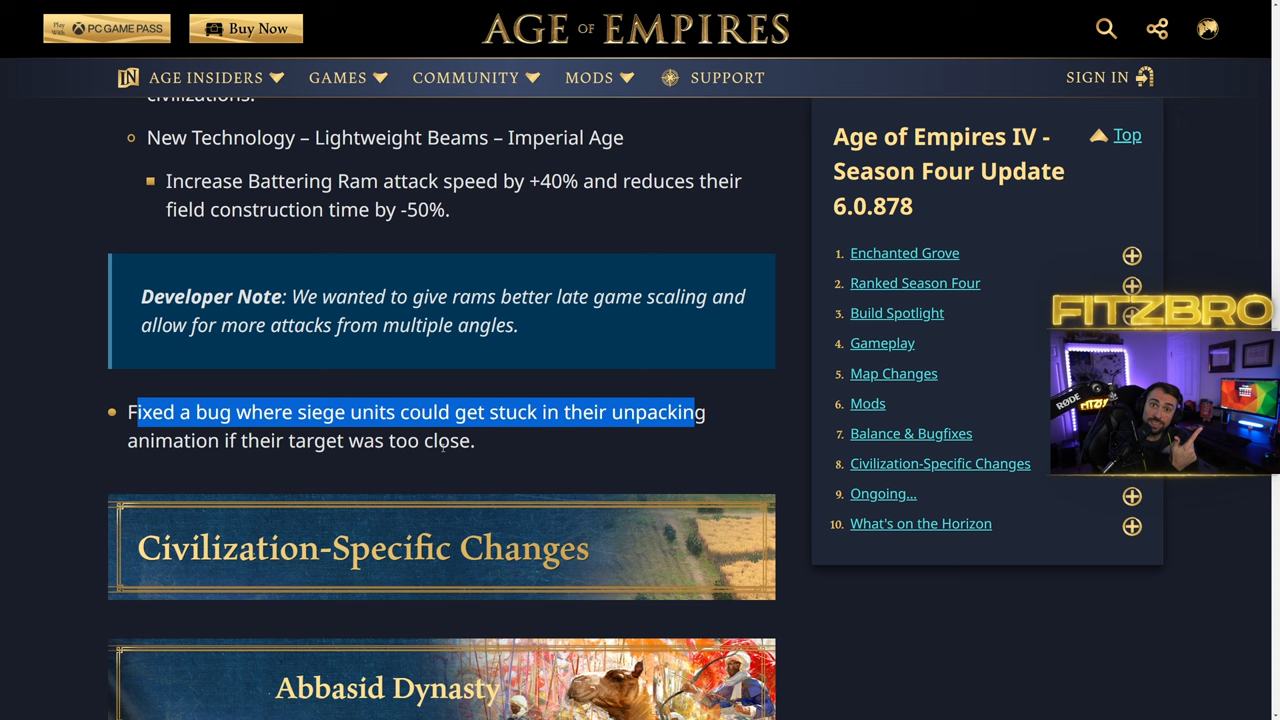 Play With PC GAME PASS
Buy Now
AGE OF EMPIRES
IN AGE INSIDERS
GAMES
COMMUNITY
MODS
SUPPORT
SIGN IN
civilizations.
New Technology – Lightweight Beams – Imperial Age
Increase Battering Ram attack speed by +40% and reduces their
field construction time by -50%.
Developer Note: We wanted to give rams better late game scaling and
allow for more attacks from multiple angles.
Fixed a bug where siege units could get stuck in their unpacking
animation if their target was too close.
Civilization-Specific Changes
Abbasid Dynasty
Age of Empires IV -
Season Four Update
6.0.878
Top
1. Enchanted Grove
2. Ranked Season Four
3. Build Spotlight
4. Gameplay
5. Map Changes
6. Mods
7. Balance & Bugfixes
8. Civilization-Specific Changes
9. Ongoing...
10. What's on the Horizon
FITZBRO
RØDE